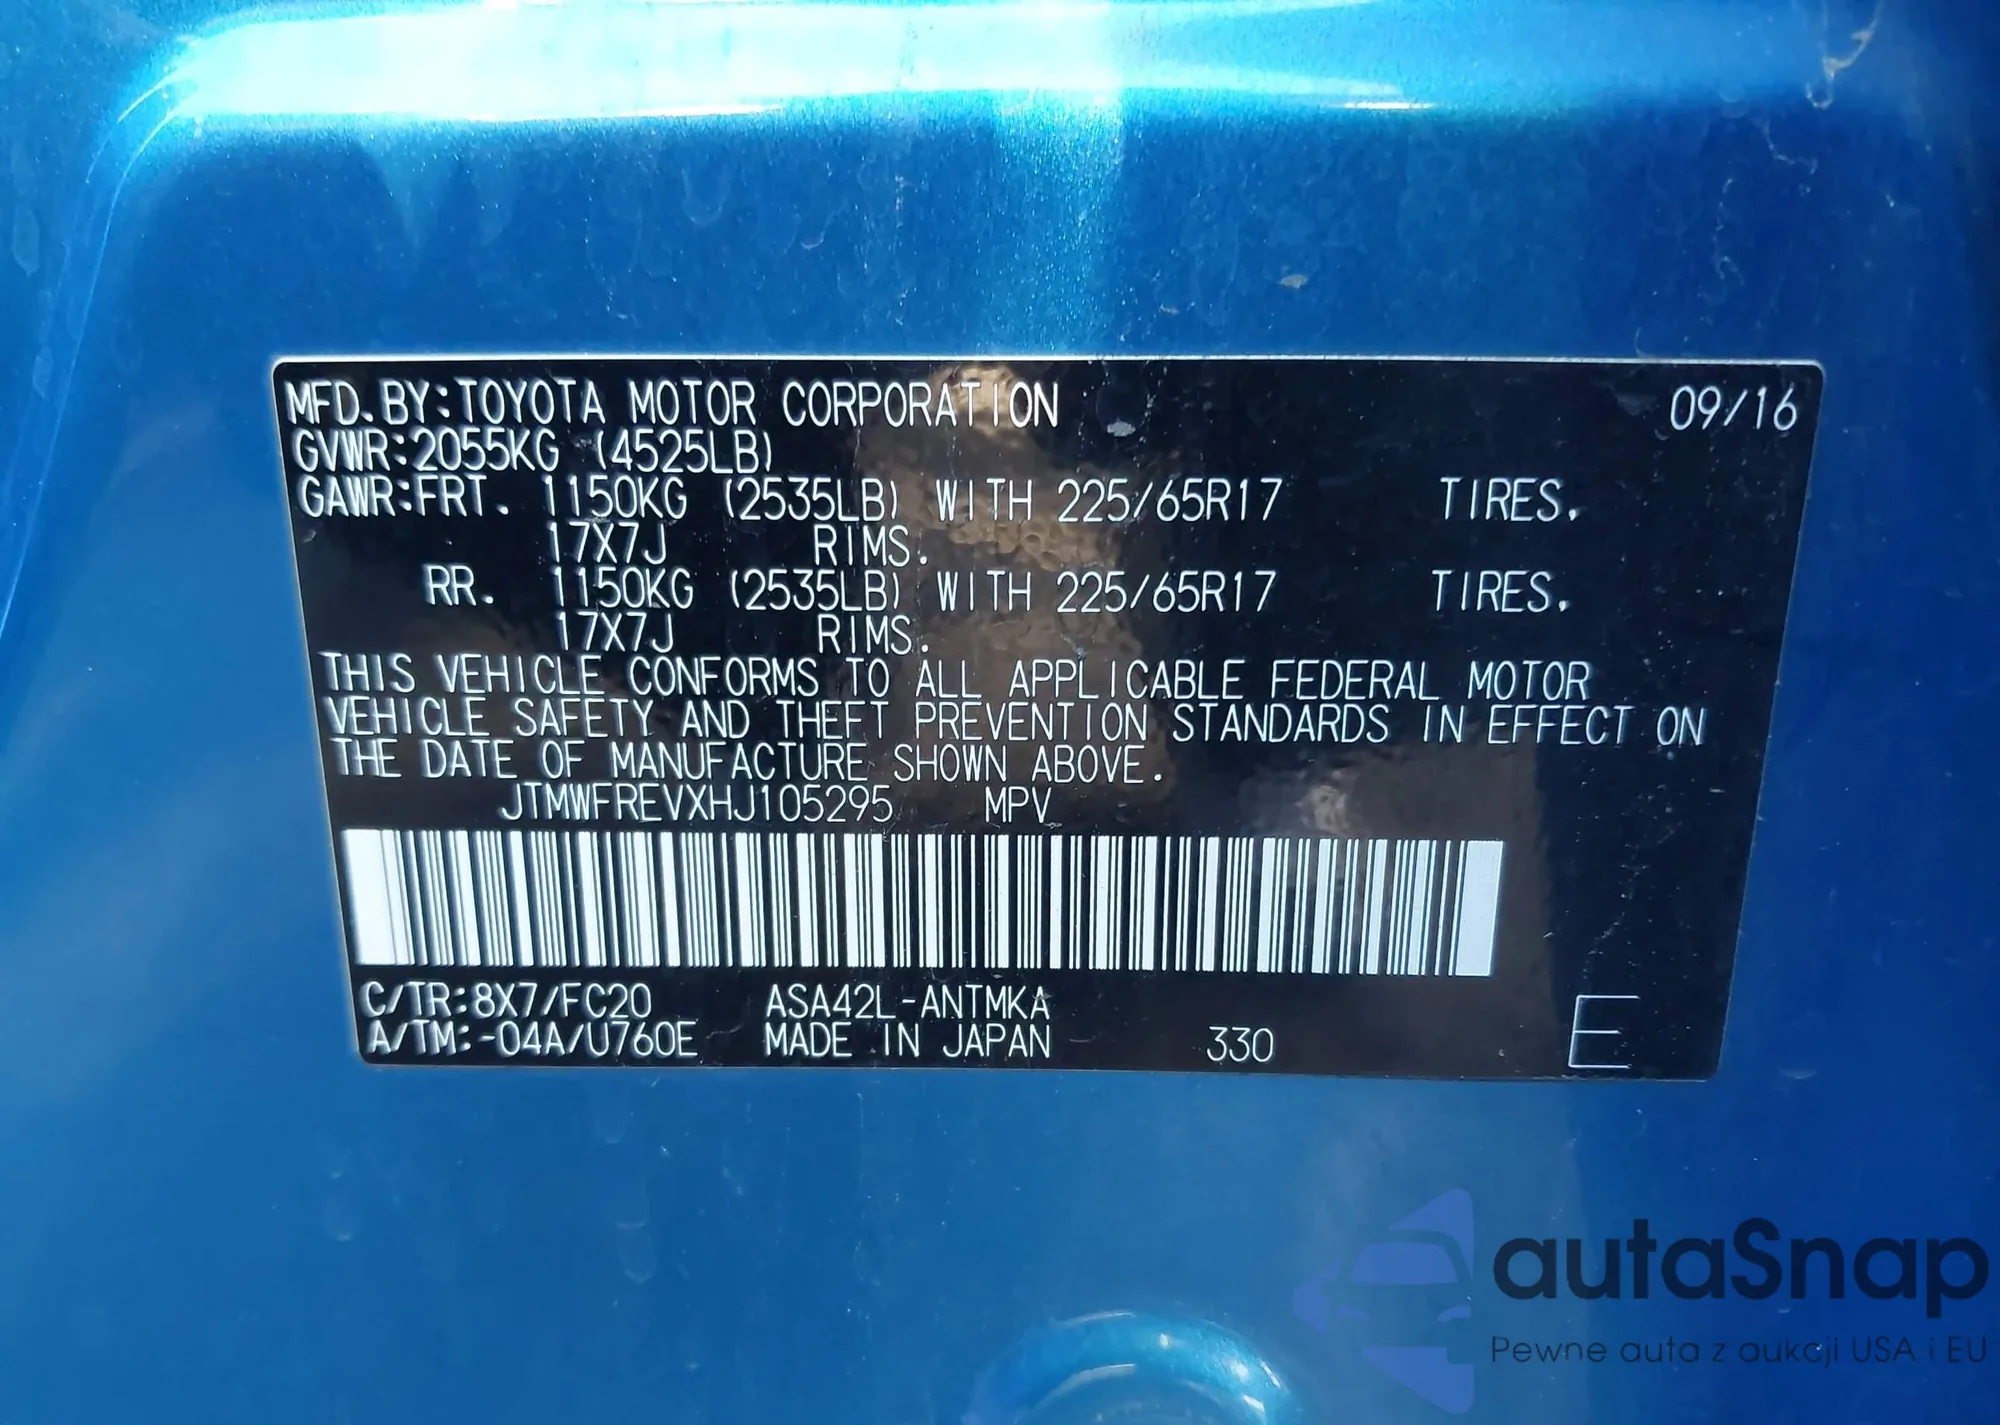 MFD. BY:TOYOTA MOTOR CORPORATION 09/16
GVWR:2055KG (4525LB)
GAWR:FRT. 1150KG (2535LB) WITH 225/65R17 TIRES.
17X7J RIMS.
RR. 1150KG (2535LB) WITH 225/65R17 TIRES.
17X7J RIMS.
THIS VEHICLE CONFORMS TO ALL APPLICABLE FEDERAL MOTOR
VEHICLE SAFETY AND THEFT PREVENTION STANDARDS IN EFFECT ON
THE DATE OF MANUFACTURE SHOWN ABOVE.
JTMWFREVXHJ105295 MPV
C/TR:8X7/FC20 ASA42L-ANTMKA
A/TM:-04A/U760E MADE IN JAPAN 330 E
autaSnap
Pewne auta z aukcji USA i EU